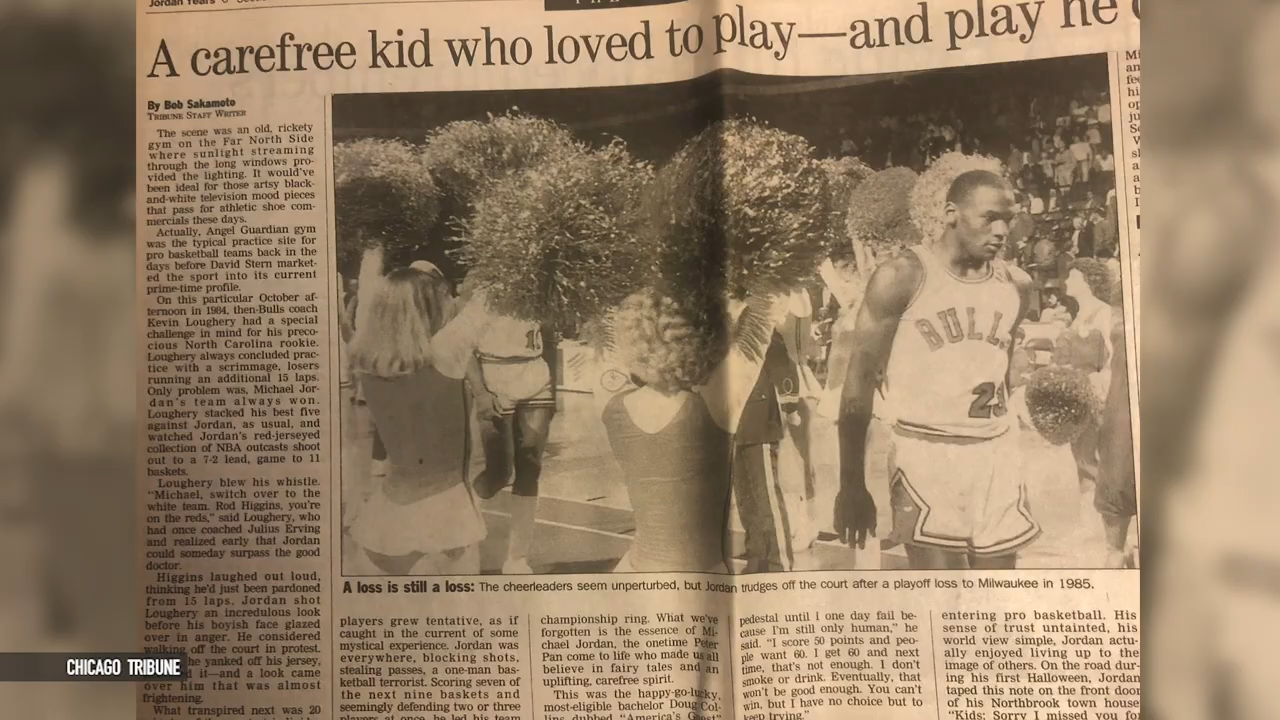 Jordan Years
A carefree kid who loved to play—and play he
By Bob Sakamoto
TRIBUNE STAFF WRITER
The scene was an old, rickety
gym on the Far North Side
where sunlight streaming
through the long windows pro-
vided the lighting. It would've
been ideal for those artsy black-
and-white television mood pieces
that pass for athletic shoe com-
mercials these days.
Actually, Angel Guardian gym
was the typical practice site for
pro basketball teams back in the
days before David Stern market-
ed the sport into its current
prime-time profile.
On this particular October af-
ternoon in 1984, then-Bulls coach
Kevin Loughery had a special
challenge in mind for his preco-
cious North Carolina rookie.
Loughery always concluded prac-
tice with a scrimmage, losers
running an additional 15 laps.
Only problem was, Michael Jor-
dan's team always won.
Loughery stacked his best five
against Jordan, as usual, and
watched Jordan's red-jerseyed
collection of NBA outcasts shoot
out to a 7-2 lead, game to 11
baskets.
Loughery blew his whistle.
"Michael, switch over to the
white team. Rod Higgins, you're
on the reds," said Loughery, who
had once coached Julius Erving
and realized early that Jordan
could someday surpass the good
doctor.
Higgins laughed out loud,
thinking he'd just been pardoned
from 15 laps. Jordan shot
Loughery an incredulous look
before his boyish face glazed
over in anger. He considered
walking off the court in protest.
he yanked off his jersey,
it—and a look came
over him that was almost
frightening.
What transpired next was 20
BULLS
23
A loss is still a loss: The cheerleaders seem unperturbed, but Jordan trudges off the court after a playoff loss to Milwaukee in 1985.
players grew tentative, as if
caught in the current of some
mystical experience. Jordan was
everywhere, blocking shots,
stealing passes, a one-man bas-
ketball terrorist. Scoring seven of
the next nine baskets and
seemingly defending two or three
players at once, he led his team
championship ring. What we've
forgotten is the essence of Mi-
chael Jordan, the onetime Peter
Pan come to life who made us all
believe in fairy tales and an
uplifting, carefree spirit.
This was the happy-go-lucky,
most-eligible bachelor Doug Col-
lins dubbed "America's Guest"
pedestal until I one day fail be-
cause I'm still only human," he
said. "I score 50 points and peo-
ple want 60. I get 60 and next
time, that's not enough. I don't
smoke or drink. Eventually, that
won't be good enough. You can't
win, but I have no choice but to
keep trying."
entering pro basketball. His
sense of trust untainted, his
world view simple, Jordan actu-
ally enjoyed living up to the
image of others. On the road dur-
ing his first Halloween, Jordan
taped this note on the front door
of his Northbrook town house:
"Kids: Sorry I missed you for
CHICAGO TRIBUNE